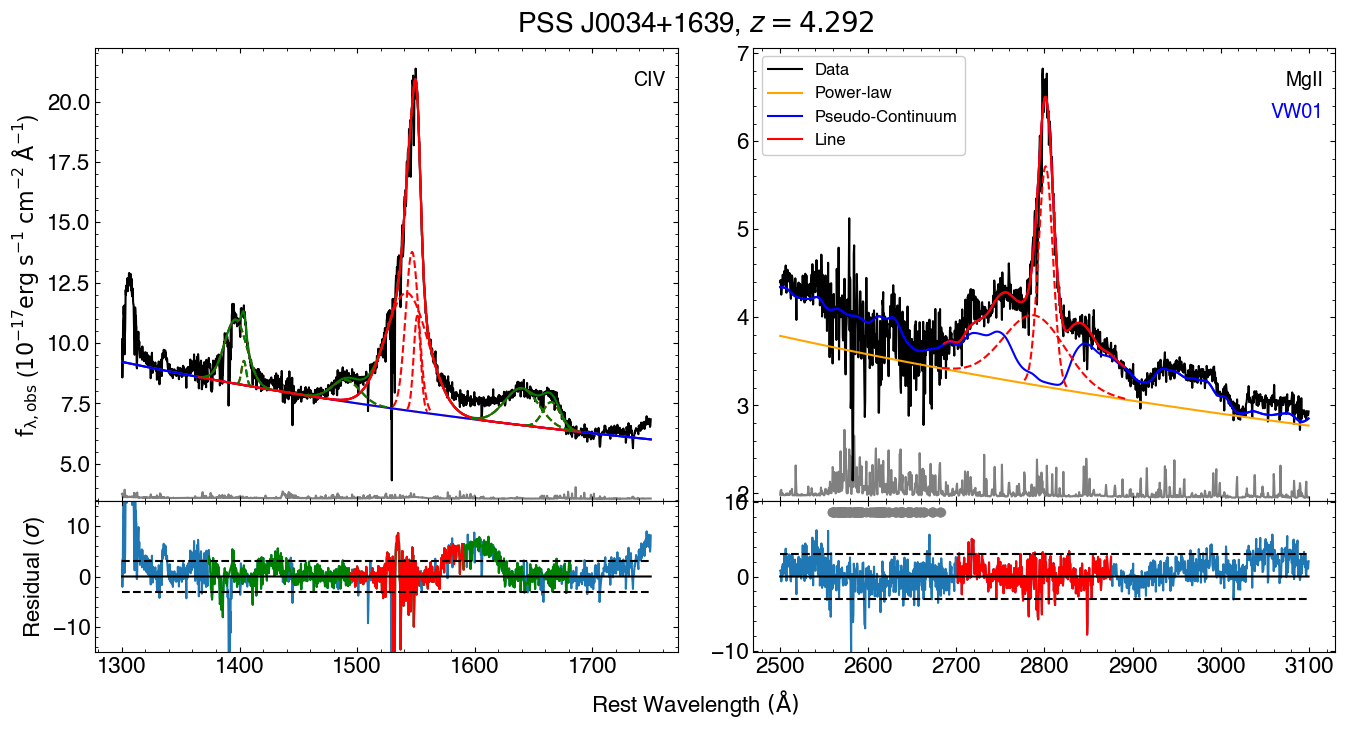 PSS J0034+1639, z = 4.292
CIV
20.0
17.5
15.0
12.5
10.0
7.5
5.0
f_λ,obs (10⁻¹⁷erg s⁻¹ cm⁻² Å⁻¹)
10
0
−10
Residual (σ)
1300 1400 1500 1600 1700
Data
Power-law
Pseudo-Continuum
Line
MgII
VW01
7
6
5
4
3
2
10
0
−10
2500 2600 2700 2800 2900 3000 3100
Rest Wavelength (Å)